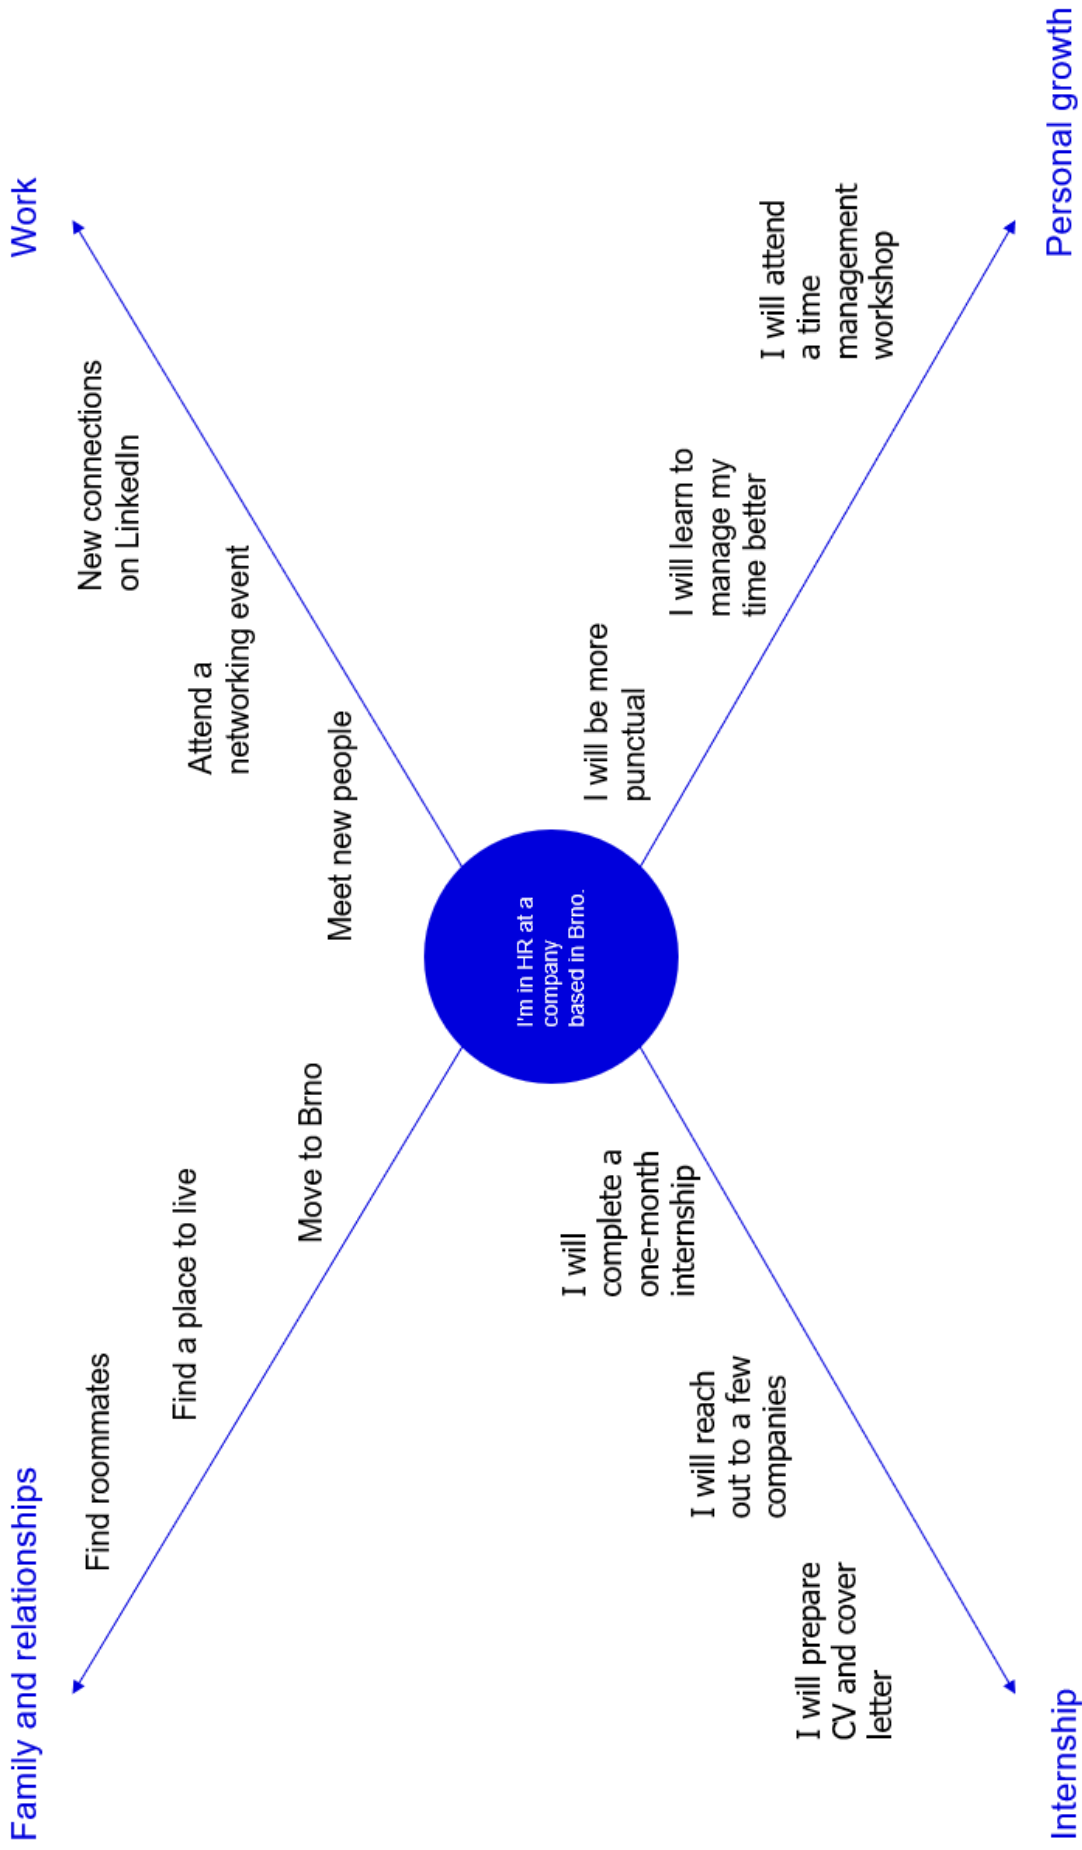 Family and relationships
Work
Find roommates
Find a place to live
Move to Brno
New connections
on LinkedIn
Attend a
networking event
Meet new people
I'm in HR at a
company
based in Brno.
I will
complete a
one-month
internship
I will reach
out to a few
companies
I will prepare
CV and cover
letter
I will be more
punctual
I will learn to
manage my
time better
I will attend
a time
management
workshop
Internship
Personal growth